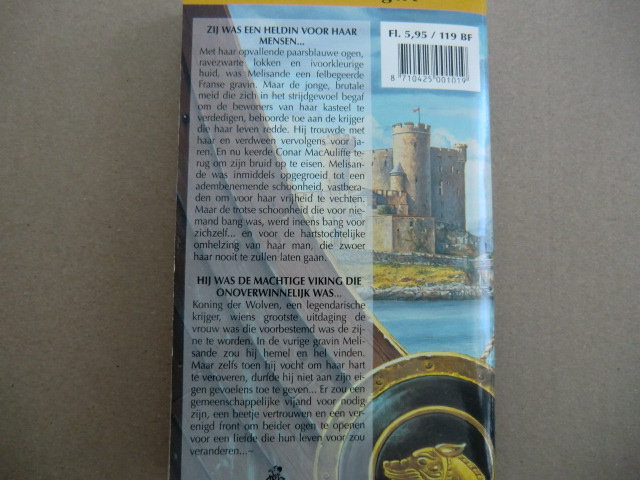 ZIJ WAS EEN HELDIN VOOR HAAR
MENSEN...
Met haar opvallende paarsblauwe ogen,
ravezwarte lokken en ivoorkleurige
huid, was Melisande een felbegeerde
Franse gravin. Maar de jonge, brutale
meid die zich in het strijdgewoel begaf
om de bewoners van haar kasteel te
verdedigen, behoorde toe aan de krijger
die haar leven redde. Hij trouwde met
haar en verdween vervolgens voor ja-
ren. En nu keerde Conar MacAuliffe te-
rug om zijn bruid op te eisen. Melisan-
de was inmiddels opgegroeid tot een
adembenemende schoonheid, vastbera-
den om voor haar vrijheid te vechten.
Maar de trotse schoonheid die voor nie-
mand bang was, werd ineens bang voor
zichzelf... en voor de hartstochtelijke
omhelzing van haar man, die zwoer
haar nooit te zullen laten gaan.
HIJ WAS DE MACHTIGE VIKING DIE
ONOVERWINNELIJK WAS...
Koning der Wolven, een legendarische
krijger, wiens grootste uitdaging de
vrouw was die voorbestemd was de zij-
ne te worden. In de vurige gravin Meli-
sande zou hij hemel en hel vinden.
Maar zelfs toen hij vocht om haar hart
te veroveren, durfde hij niet aan zijn ei-
gen gevoelens toe te geven... Er zou een
gemeenschappelijke vijand voor nodig
zijn, een beetje vertrouwen en een ver-
enigd front om beider ogen te openen
voor een liefde die hun leven voor zou
veranderen...–
Fl. 5,95 / 119 BF
8 710425 001019